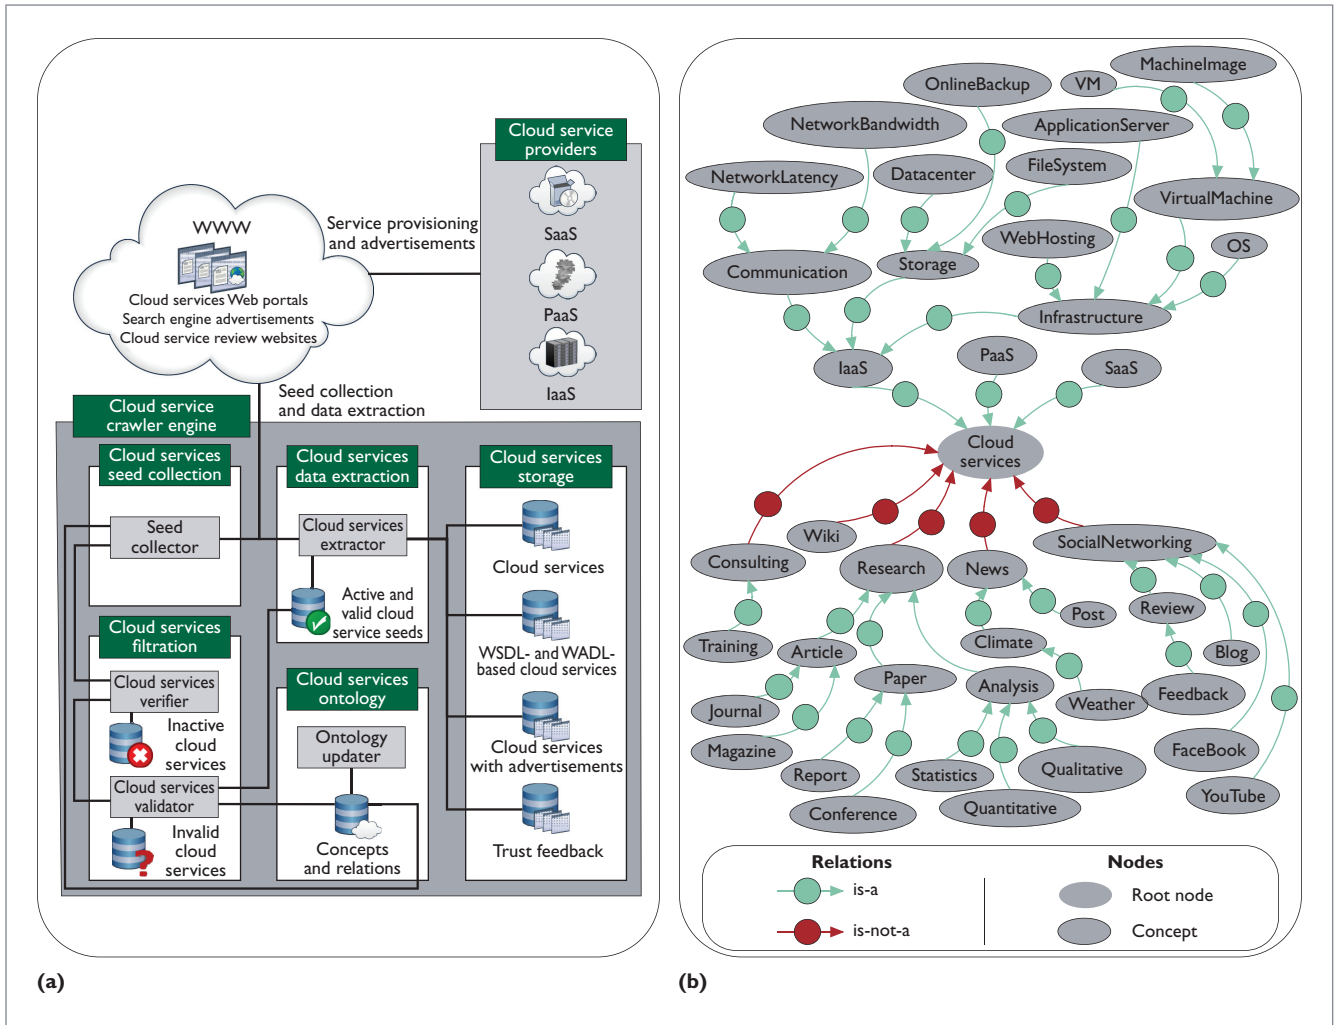 Cloud service
providers
SaaS
PaaS
IaaS
Service provisioning
and advertisements
WWW
Cloud services Web portals
Search engine advertisements
Cloud service review websites
Seed collection
and data extraction
Cloud service
crawler engine
Cloud services
seed collection
Seed
collector
Cloud services
data extraction
Cloud services
extractor
Active and
valid cloud
service seeds
Cloud services
storage
Cloud services
WSDL- and WADL-
based cloud services
Cloud services
with advertisements
Trust feedback
Cloud services
filtration
Cloud services
verifier
Inactive
cloud
services
Cloud services
validator
Invalid
cloud
services
?
Cloud services
ontology
Ontology
updater
Concepts
and relations
(a)
MachineImage
VM
OnlineBackup
NetworkBandwidth
ApplicationServer
NetworkLatency
Datacenter
FileSystem
VirtualMachine
WebHosting
OS
Communication
Storage
Infrastructure
IaaS
PaaS
SaaS
Cloud
services
Wiki
Consulting
Research
News
SocialNetworking
Training
Article
Climate
Post
Review
Blog
Paper
Analysis
Weather
Feedback
Journal
Magazine
Report
Statistics
Qualitative
FaceBook
Conference
Quantitative
YouTube
Relations
is-a
is-not-a
Nodes
Root node
Concept
(b)